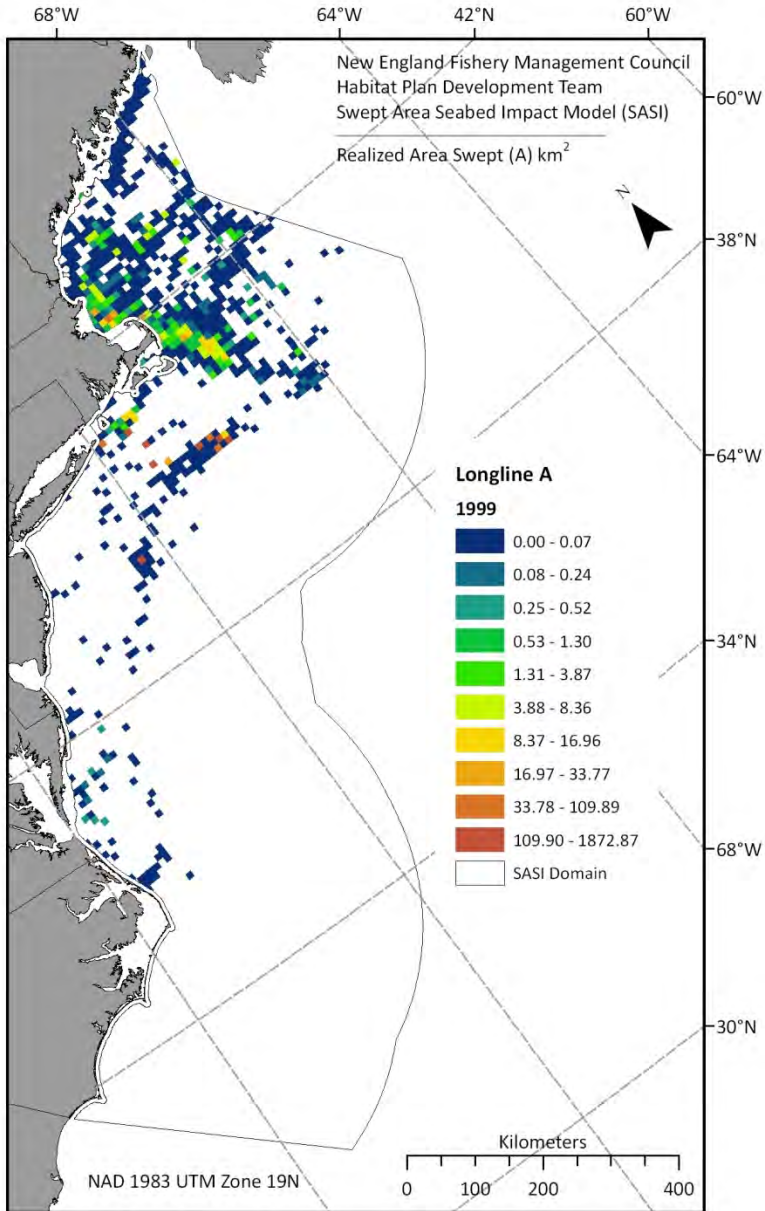 68°W 64°W 42°N 60°W
New England Fishery Management Council
Habitat Plan Development Team
Swept Area Seabed Impact Model (SASI)
Realized Area Swept (A) km²
60°W
N
38°N
64°W
Longline A
1999
0.00 - 0.07
0.08 - 0.24
0.25 - 0.52
0.53 - 1.30
34°N
1.31 - 3.87
3.88 - 8.36
8.37 - 16.96
16.97 - 33.77
33.78 - 109.89
109.90 - 1872.87
68°W
SASI Domain
30°N
Kilometers
NAD 1983 UTM Zone 19N
0 100 200 300 400